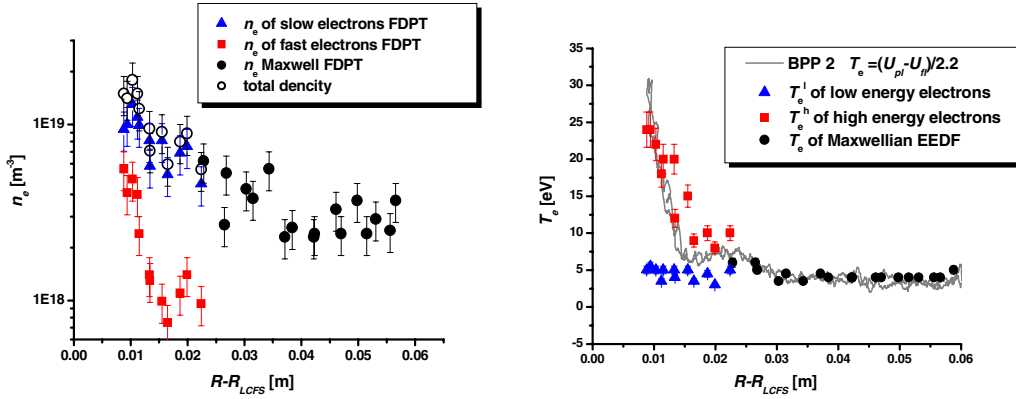 n_e of slow electrons FDPT
n_e of fast electrons FDPT
n_e Maxwell FDPT
total dencity
1E19
1E18
n_e [m^-3]
0.00 0.01 0.02 0.03 0.04 0.05 0.06
R-R_LCFS [m]
BPP 2 T_e =(U_pl-U_fl)/2.2
T_e^l of low energy electrons
T_e^h of high energy electrons
T_e of Maxwellian EEDF
35
30
25
20
15
10
5
0
-5
T_e [eV]
0.00 0.01 0.02 0.03 0.04 0.05 0.06
R-R_LCFS [m]